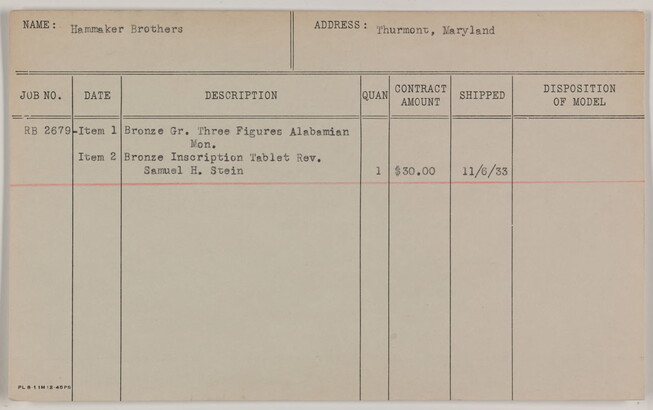 NAME: Hammaker Brothers ADDRESS: Thurmont, Maryland
JOB NO. DATE DESCRIPTION QUAN CONTRACT AMOUNT SHIPPED DISPOSITION OF MODEL
RB 2679-Item 1 Bronze Gr. Three Figures Alabamian
Mon.
Item 2 Bronze Inscription Tablet Rev.
Samuel H. Stein 1 $30.00 11/8/33